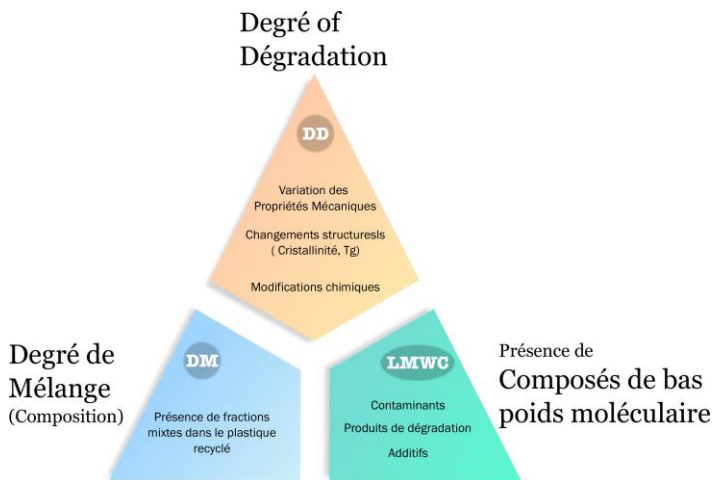 Degré of
Dégradation
DD
Variation des
Propriétés Mécaniques
Changements structuresls
( Cristallinité, Tg)
Modifications chimiques
Degré de
Mélange
(Composition)
DM
Présence de fractions
mixtes dans le plastique
recyclé
LMWC
Contaminants
Produits de dégradation
Additifs
Présence de
Composés de bas
poids moléculaire